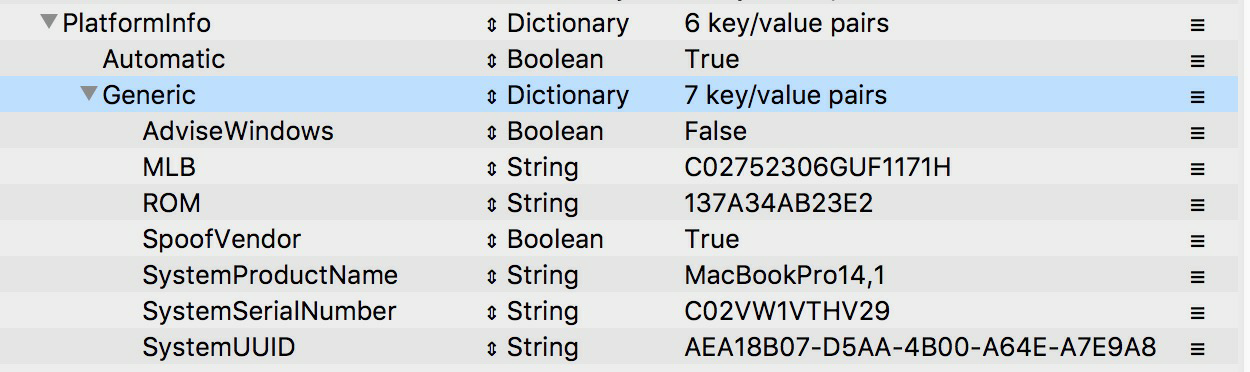 PlatformInfo Dictionary 6 key/value pairs
Automatic Boolean True
Generic Dictionary 7 key/value pairs
AdviseWindows Boolean False
MLB String C02752306GUF1171H
ROM String 137A34AB23E2
SpoofVendor Boolean True
SystemProductName String MacBookPro14,1
SystemSerialNumber String C02VW1VTHV29
SystemUUID String AEA18B07-D5AA-4B00-A64E-A7E9A8